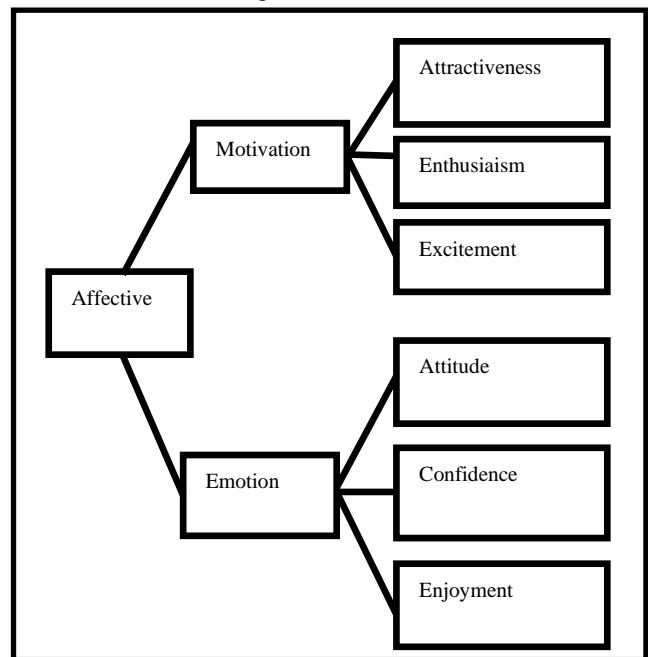 Attractiveness
Motivation
Enthusiaism
Excitement
Affective
Attitude
Emotion
Confidence
Enjoyment